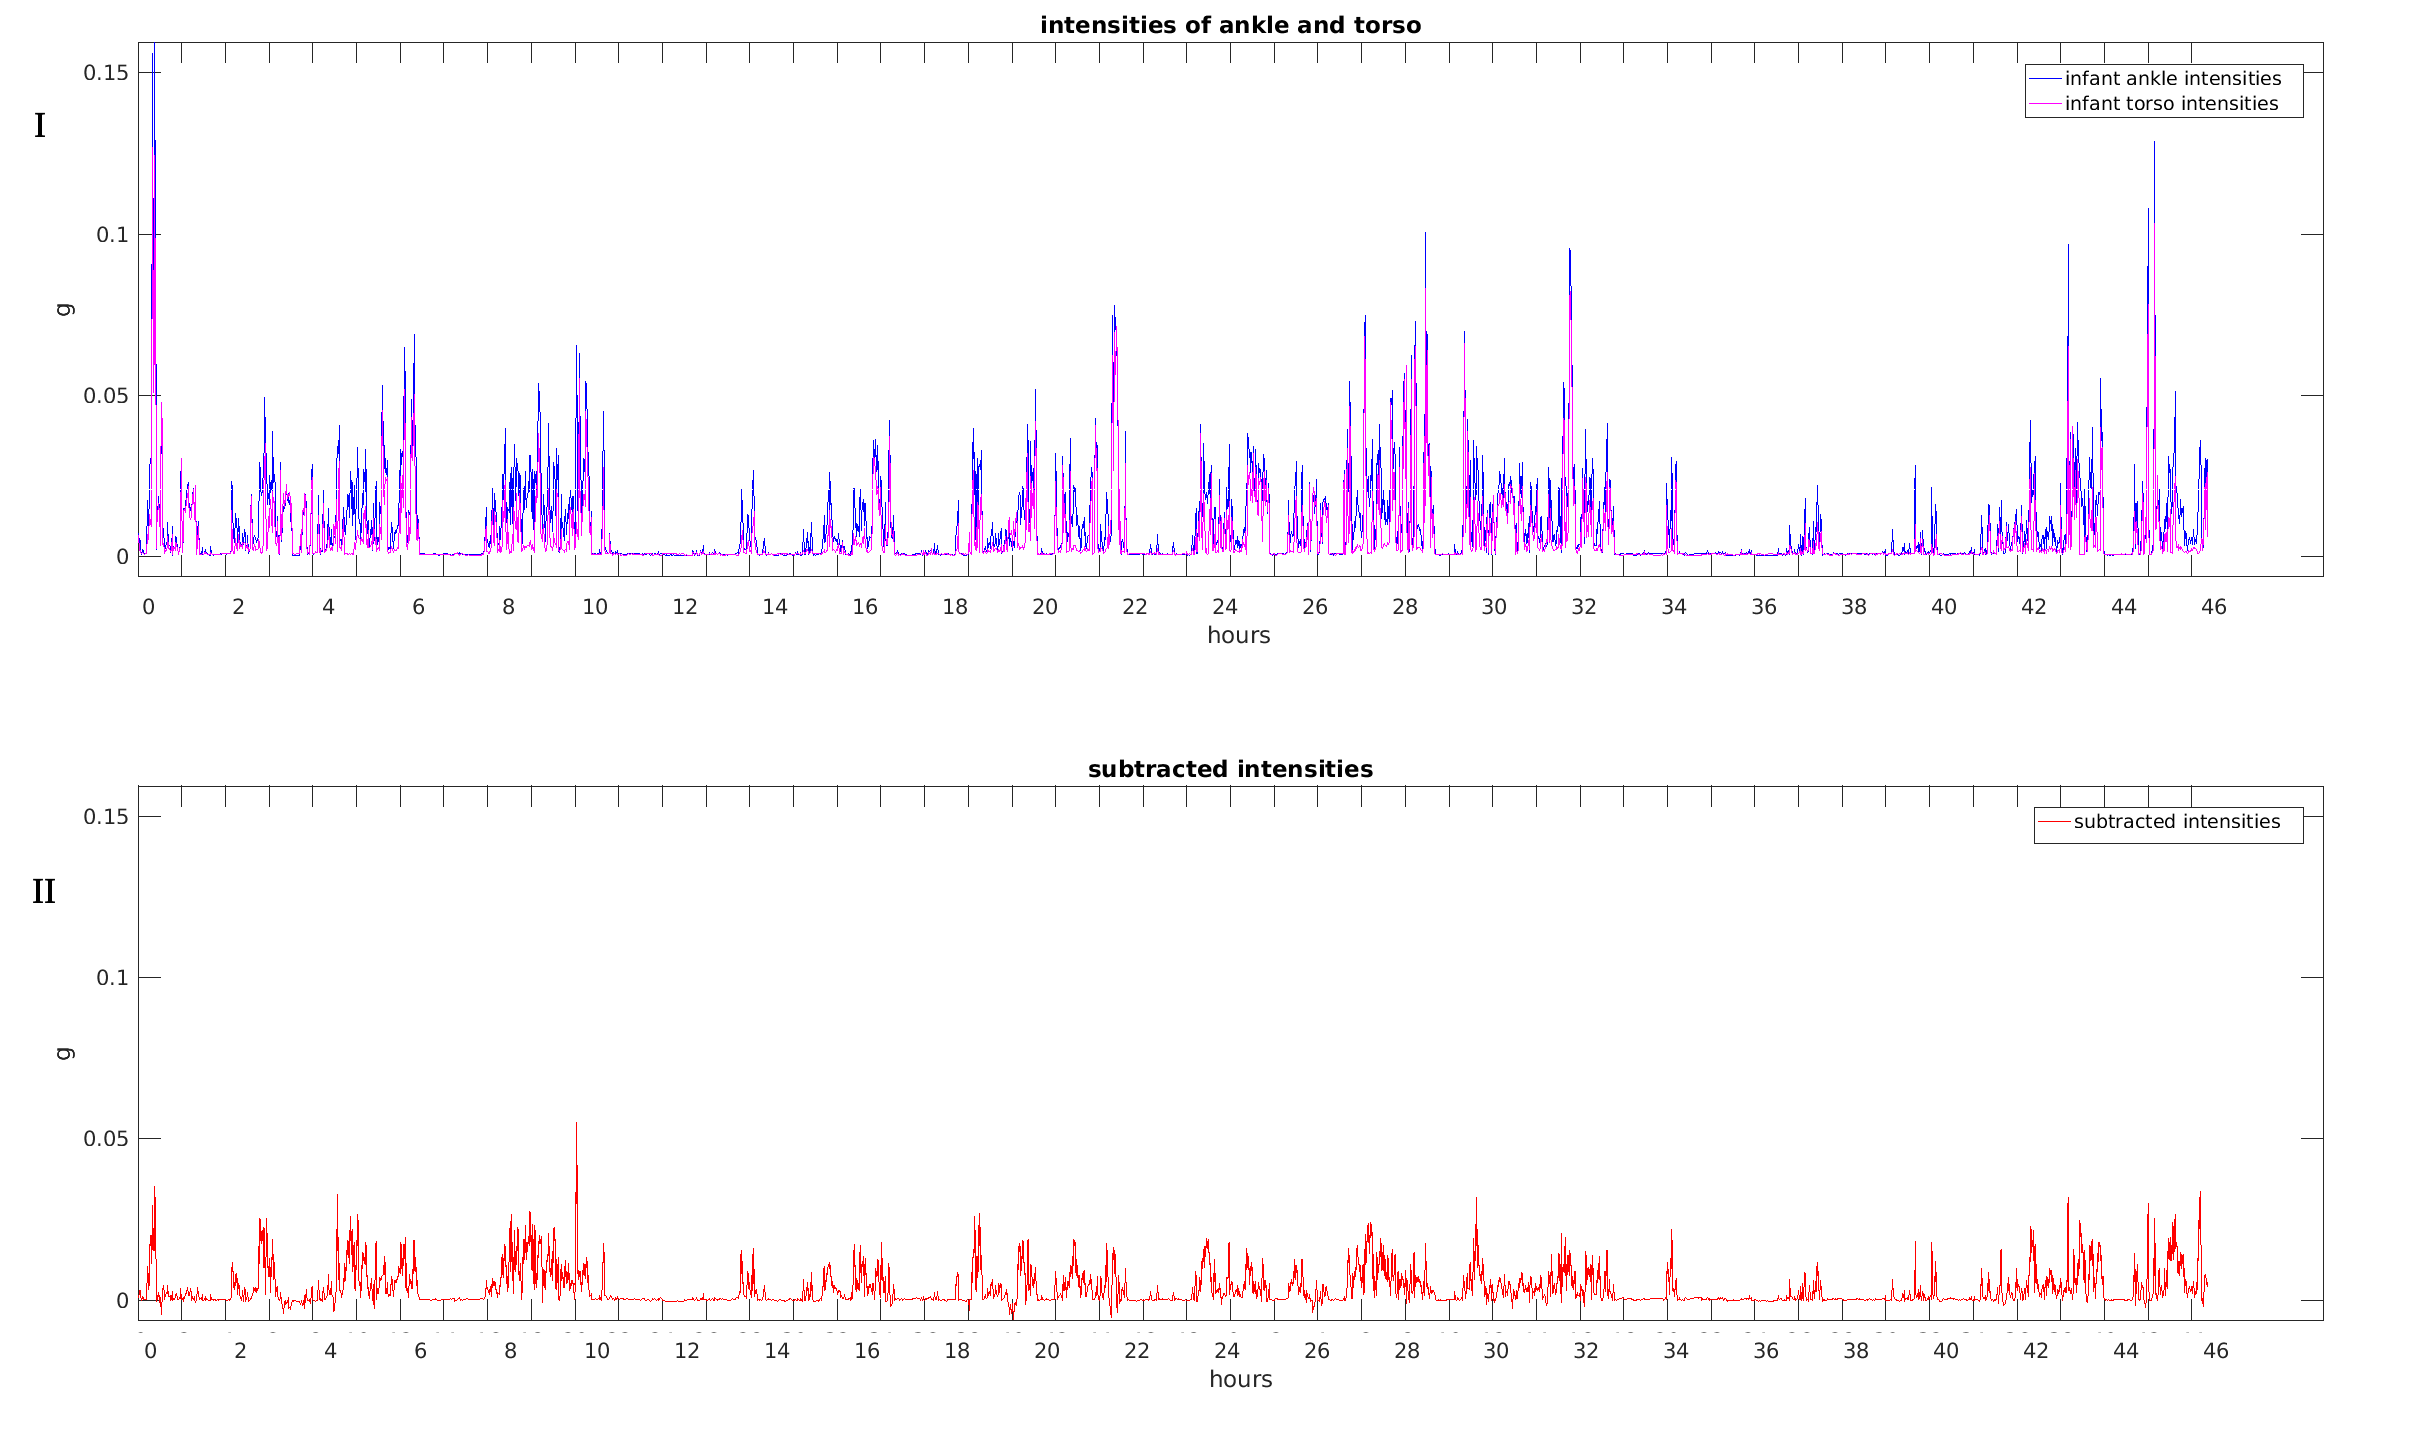 intensities of ankle and torso
I
g
0.15
0.1
0.05
0
infant ankle intensities
infant torso intensities
0 2 4 6 8 10 12 14 16 18 20 22 24 26 28 30 32 34 36 38 40 42 44 46
hours
subtracted intensities
II
g
0.15
0.1
0.05
0
subtracted intensities
0 2 4 6 8 10 12 14 16 18 20 22 24 26 28 30 32 34 36 38 40 42 44 46
hours